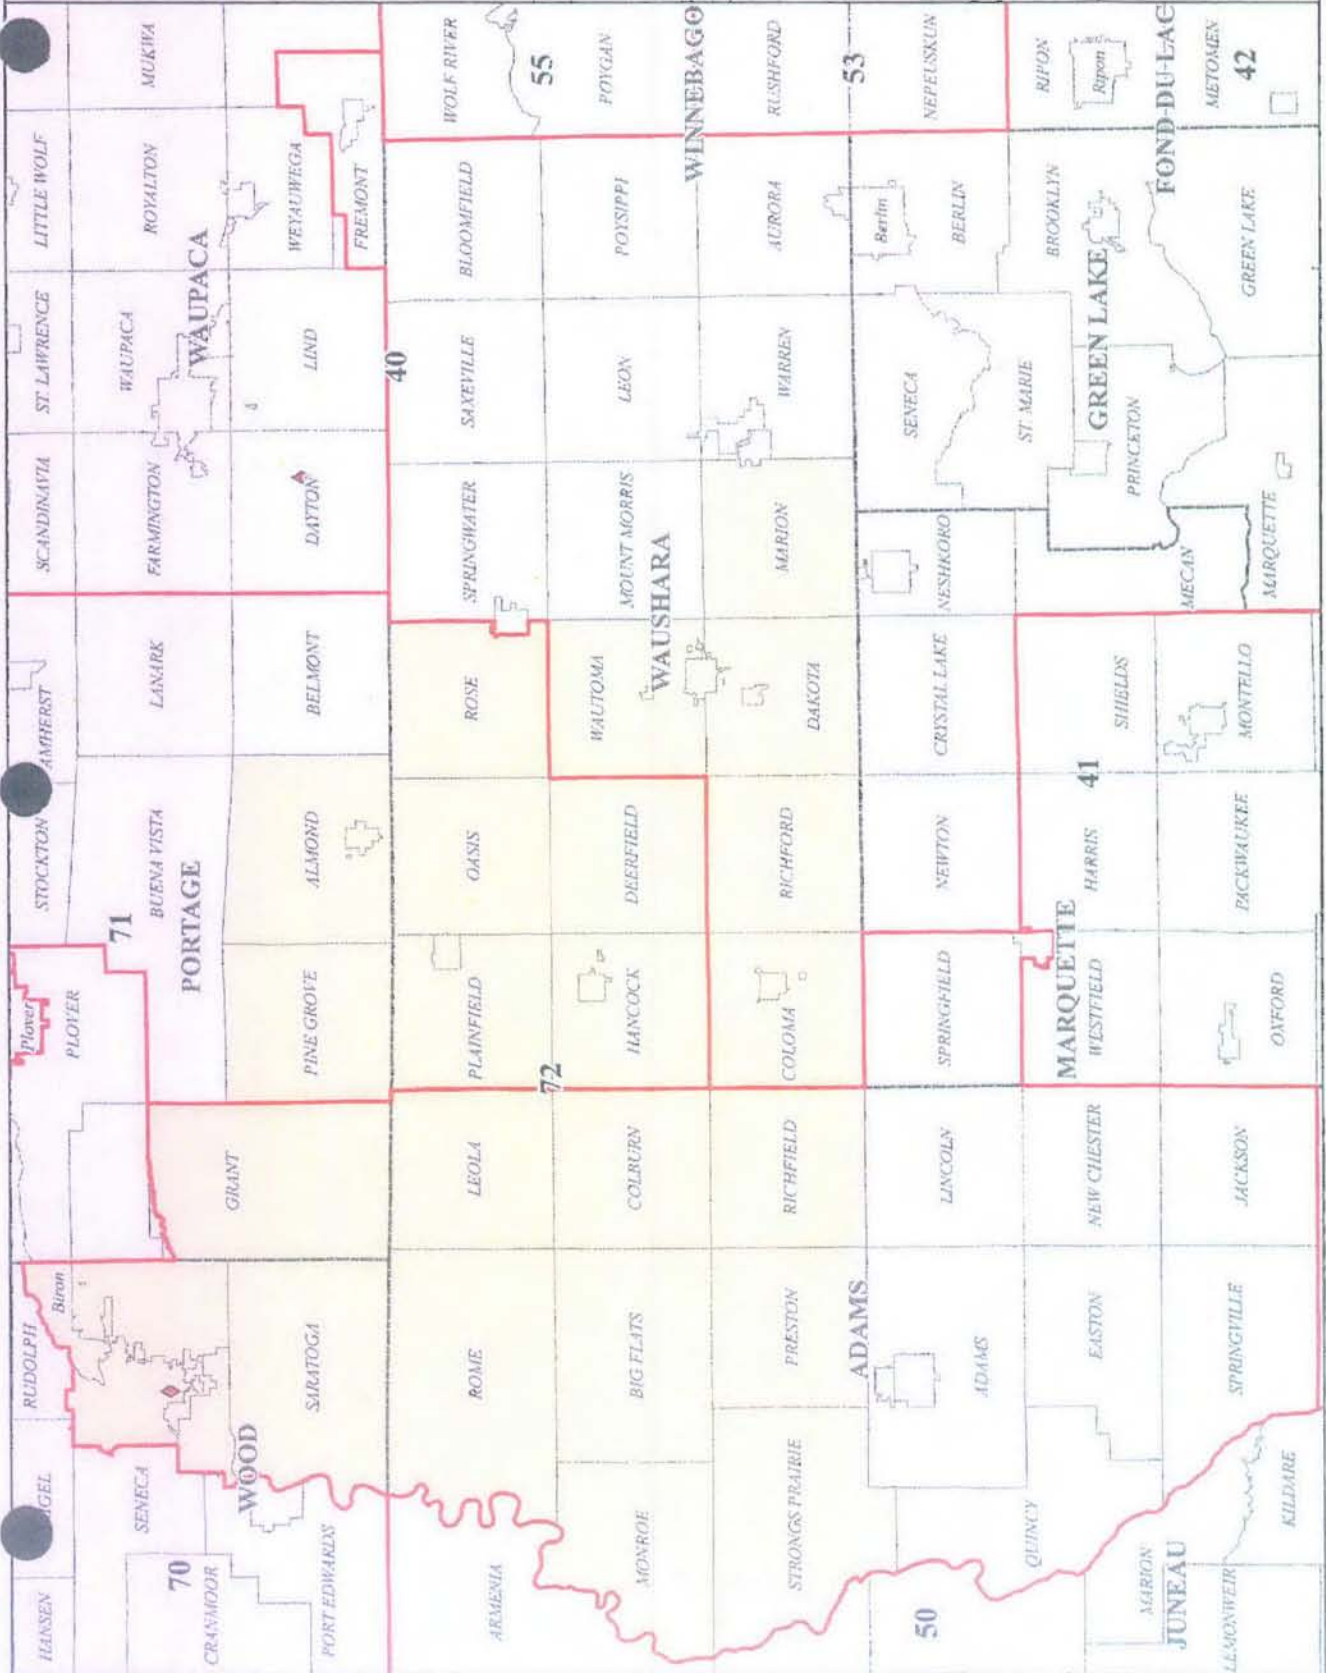 HANSEN
SENECA
70
CRANMOOR
PORT EDWARDS
WOOD
RUDOLPH
Biron
SARATOGA
GRANT
Plover
PLOVER
71
STOCKTON
AMHERST
BUENA VISTA
PORTAGE
LANARK
PINE GROVE
ALMOND
BELMONT
SCANDINAVIA
ST. LAWRENCE
LITTLE WOLF
MUKWA
FARMINGTON
WAUPACA
ROYALTON
WAUPACA
DAYTON
LIND
WEYAUWEGA
FREMONT
40
ARMENIA
ROME
LEOLA
PLAINFIELD
OASIS
ROSE
SPRINGWATER
SAXEVILLE
BLOOMFIELD
WOLF RIVER
72
55
MONROE
BIG FLATS
COLBURN
HANCOCK
DEERFIELD
WAUTOMA
MOUNT MORRIS
LEON
POYSIPPI
POYGAN
WAUSHARA
WINNEBAGO
STRONGS PRAIRIE
PRESTON
RICHFIELD
COLOMA
RICHFORD
DAKOTA
MARION
WARREN
AURORA
RUSHFORD
ADAMS
53
50
ADAMS
LINCOLN
SPRINGFIELD
NEWTON
CRYSTAL LAKE
NESHKORO
SENECA
Berlin
BERLIN
NEPEUSKUN
QUINCY
EASTON
NEW CHESTER
MARQUETTE
WESTFIELD
HARRIS
41
SHIELDS
ST. MARIE
BROOKLYN
RIPON
Ripon
GREEN LAKE
PRINCETON
MECAN
FOND-DU-LAC
MARION
JUNEAU
LEMONWEIR
KILDARE
SPRINGVILLE
JACKSON
OXFORD
PACKWAUKEE
MONTELLO
MARQUETTE
GREEN LAKE
METOMEN
42